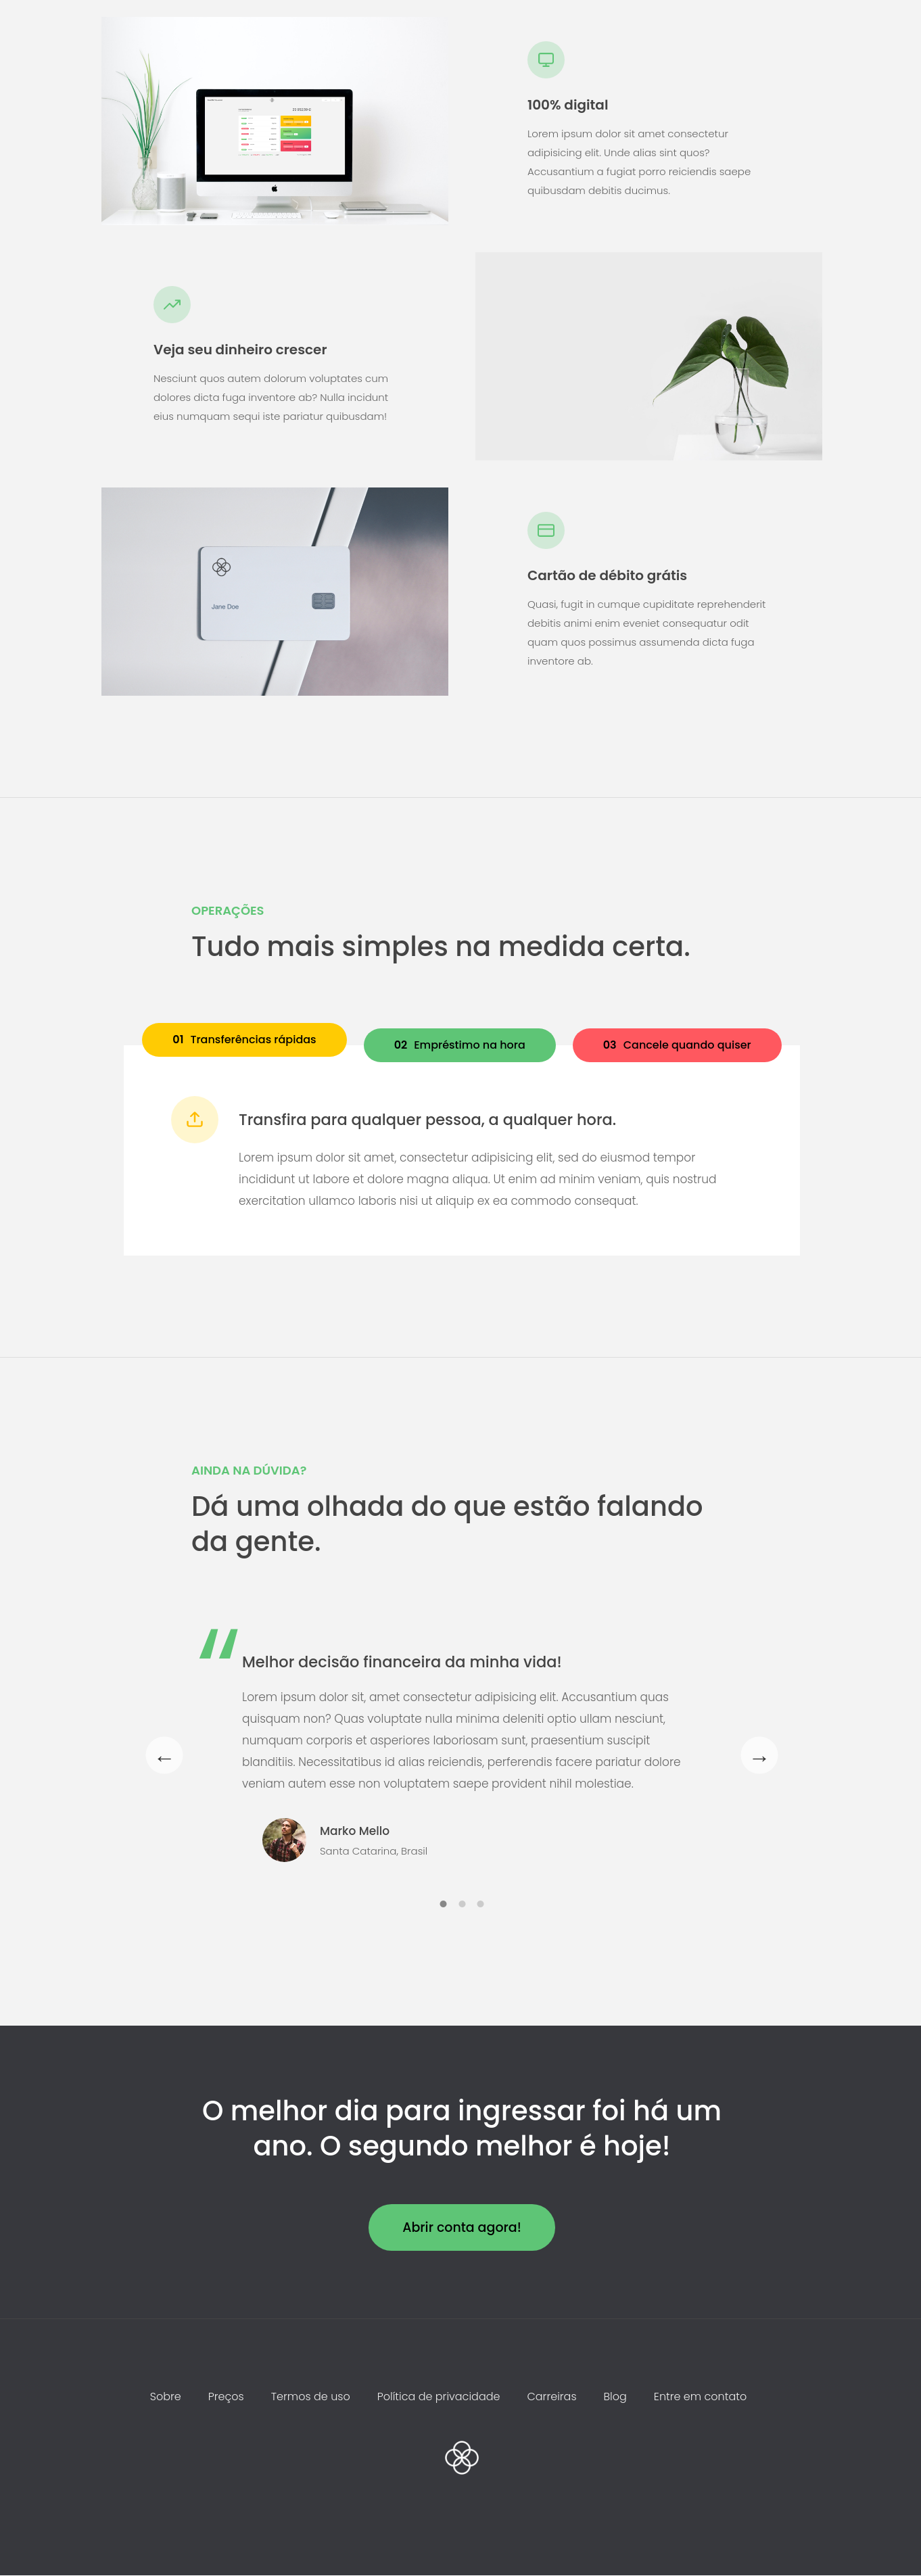 100% digital
Lorem ipsum dolor sit amet consectetur
adipisicing elit. Unde alias sint quos?
Accusantium a fugiat porro reiciendis saepe
quibusdam debitis ducimus.
Veja seu dinheiro crescer
Nesciunt quos autem dolorum voluptates cum
dolores dicta fuga inventore ab? Nulla incidunt
eius numquam sequi iste pariatur quibusdam!
Jane Doe
Cartão de débito grátis
Quasi, fugit in cumque cupiditate reprehenderit
debitis animi enim eveniet consequatur odit
quam quos possimus assumenda dicta fuga
inventore ab.
OPERAÇÕES
Tudo mais simples na medida certa.
01 Transferências rápidas
02 Empréstimo na hora
03 Cancele quando quiser
Transfira para qualquer pessoa, a qualquer hora.
Lorem ipsum dolor sit amet, consectetur adipisicing elit, sed do eiusmod tempor
incididunt ut labore et dolore magna aliqua. Ut enim ad minim veniam, quis nostrud
exercitation ullamco laboris nisi ut aliquip ex ea commodo consequat.
AINDA NA DÚVIDA?
Dá uma olhada do que estão falando
da gente.
Melhor decisão financeira da minha vida!
Lorem ipsum dolor sit, amet consectetur adipisicing elit. Accusantium quas
quisquam non? Quas voluptate nulla minima deleniti optio ullam nesciunt,
numquam corporis et asperiores laboriosam sunt, praesentium suscipit
blanditiis. Necessitatibus id alias reiciendis, perferendis facere pariatur dolore
veniam autem esse non voluptatem saepe provident nihil molestiae.
Marko Mello
Santa Catarina, Brasil
O melhor dia para ingressar foi há um
ano. O segundo melhor é hoje!
Abrir conta agora!
Sobre
Preços
Termos de uso
Política de privacidade
Carreiras
Blog
Entre em contato